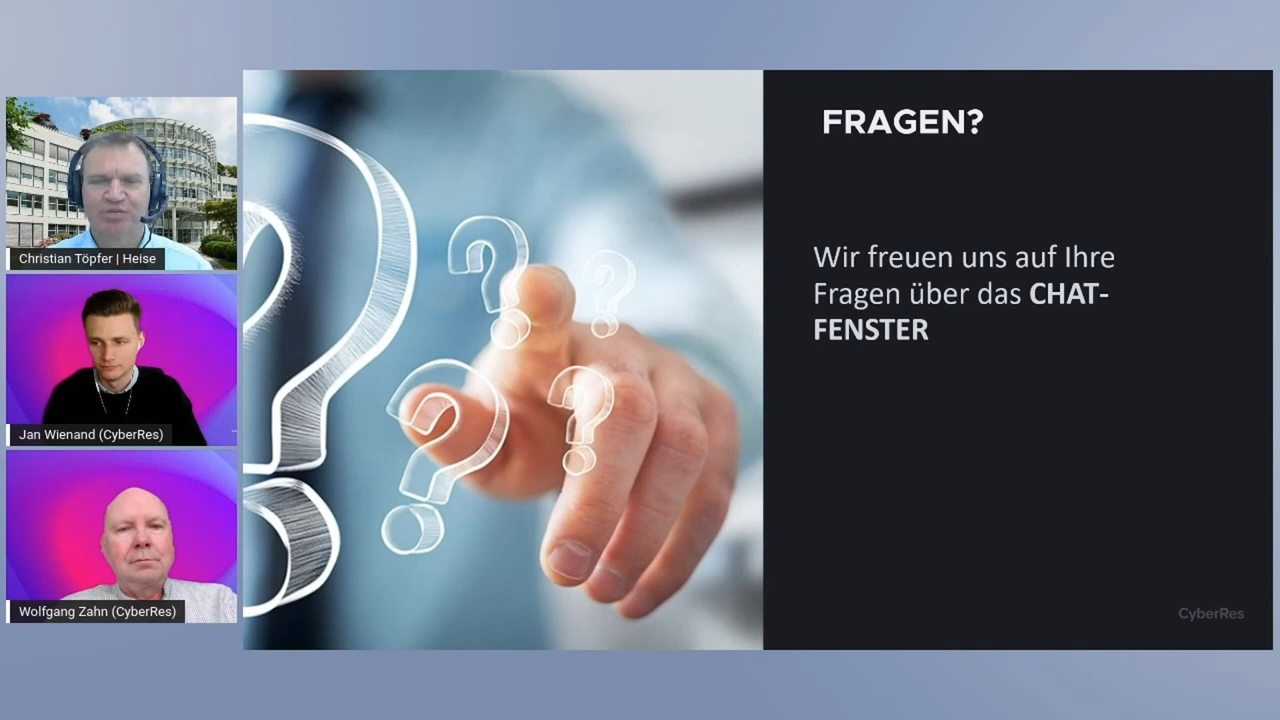 Christian Töpfer | Heise
Jan Wienand (CyberRes)
Wolfgang Zahn (CyberRes)
FRAGEN?
Wir freuen uns auf Ihre
Fragen über das CHAT-
FENSTER
CyberRes